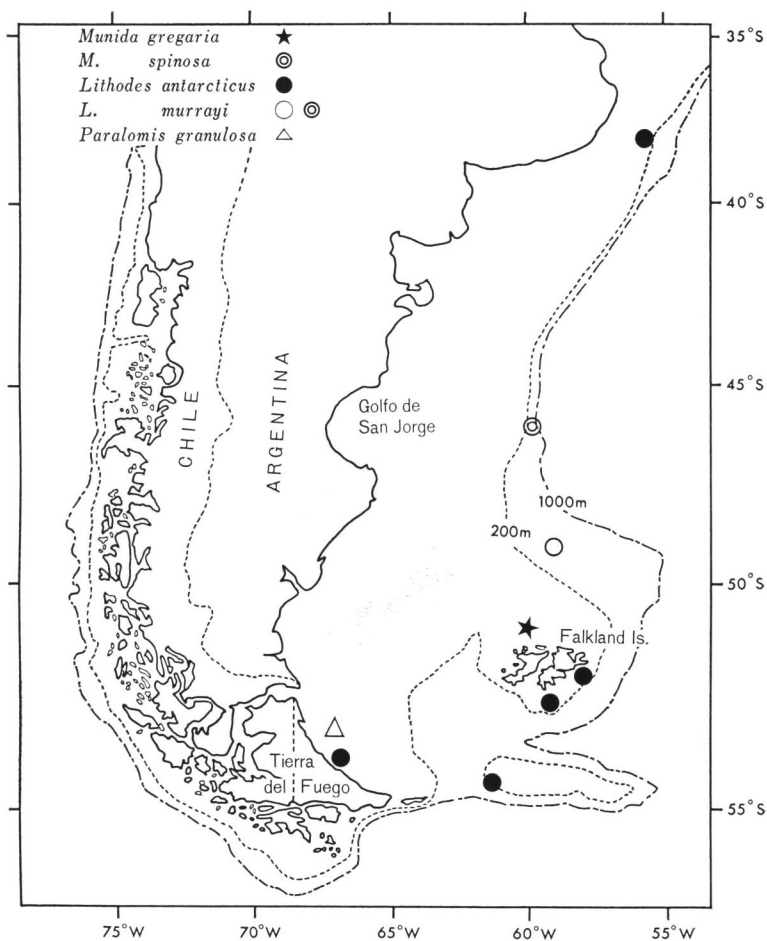 Munida gregaria
M. spinosa
Lithodes antarcticus
L. murrayi
Paralomis granulosa
35°S
40°S
45°S
50°S
55°S
CHILE
ARGENTINA
Golfo de
San Jorge
1000m
200m
Falkland Is.
Tierra
del Fuego
75°W
70°W
65°W
60°W
55°W